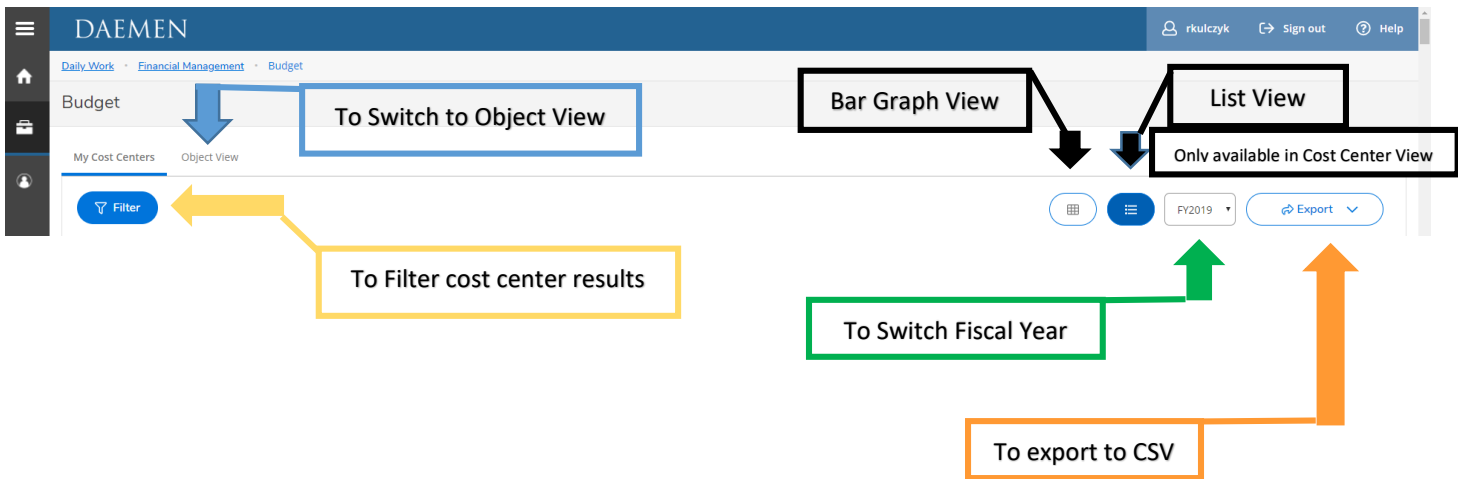 DAEMEN
rkulczyk
Sign out
Help
Daily Work · Financial Management · Budget
Budget
To Switch to Object View
Bar Graph View
List View
Only available in Cost Center View
My Cost Centers
Object View
Filter
FY2019
Export
To Filter cost center results
To Switch Fiscal Year
To export to CSV